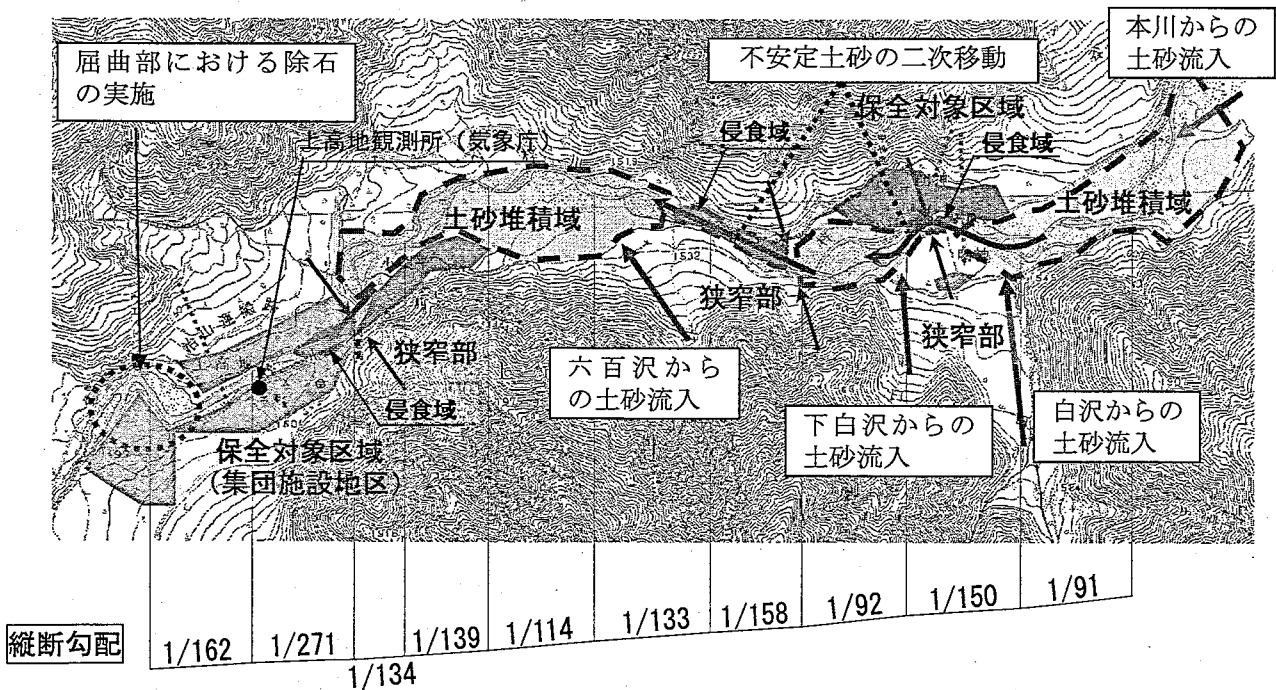 本川からの
土砂流入
屈曲部における除石
の実施
不安定土砂の二次移動
保全対象区域
侵食域
侵食域
上高地観測所（気象庁）
土砂堆積域
土砂堆積域
1532
狭窄部
狭窄部
狭窄部
侵食域
六百沢から
の土砂流入
下白沢からの
土砂流入
白沢からの
土砂流入
保全対象区域
（集団施設地区）
縦断勾配
1/162
1/271
1/134
1/139
1/114
1/133
1/158
1/92
1/150
1/91